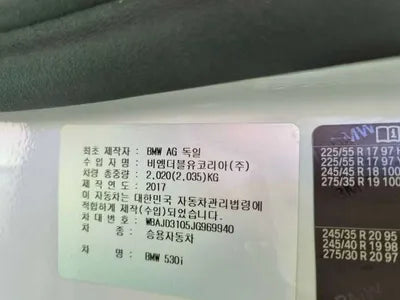 최초 제작자 : BMW AG 독일
수 입 자 명 : 비엠더블유코리아(주)
차량 총중량 : 2,020(2,035)KG
제 작 연 도 : 2017
이 자동차는 대한민국 자동차관리법령에
적합하게 제작(수입)되었습니다.
차 대 번 호 : WBAJD3105JG969940
차 종 : 승용자동차
차 명 : BMW 530i
225/55 R 17 97
225/55 R 17 97
245/45 R 18 100
275/35 R 19 100
245/35 R 20 95
245/40 R 19 98
275/30 R 20 97